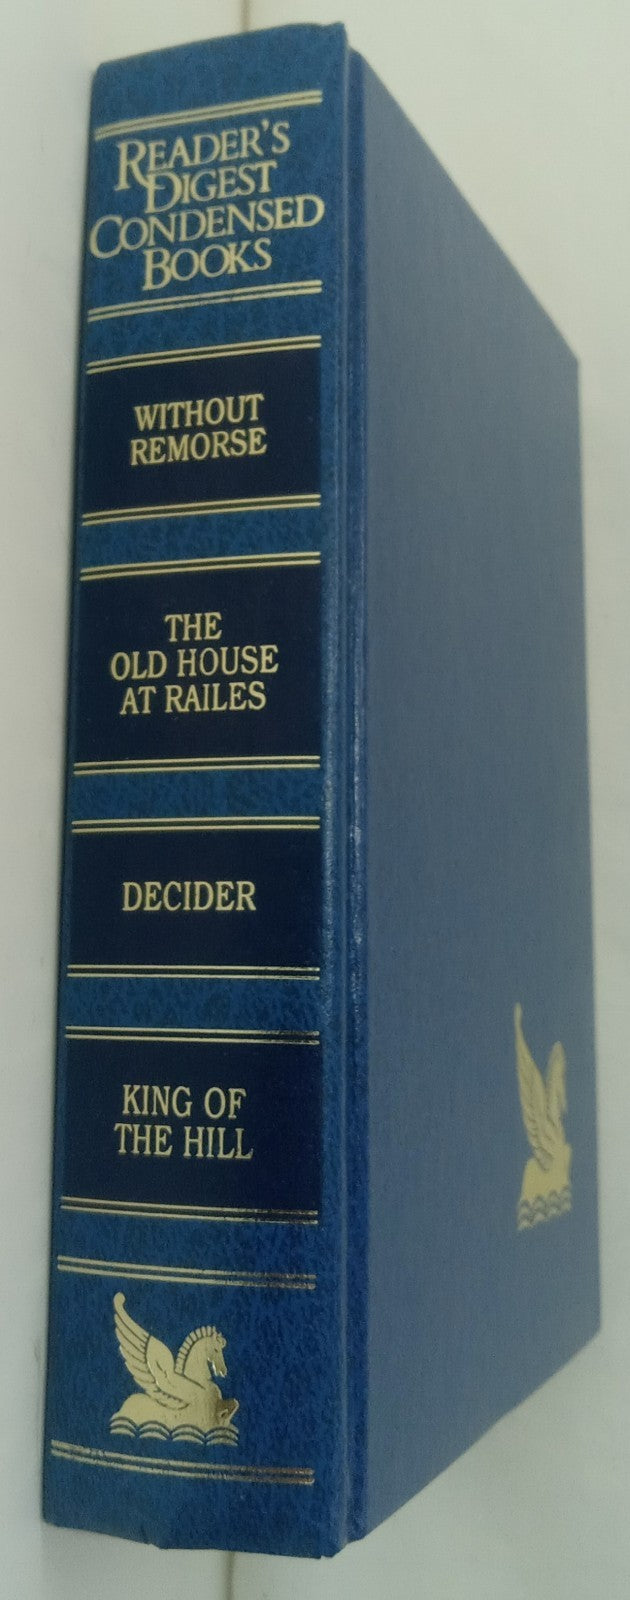 READER'S
DIGEST
CONDENSED
BOOKS
WITHOUT
REMORSE
THE
OLD HOUSE
AT RAILES
DECIDER
KING OF
THE HILL